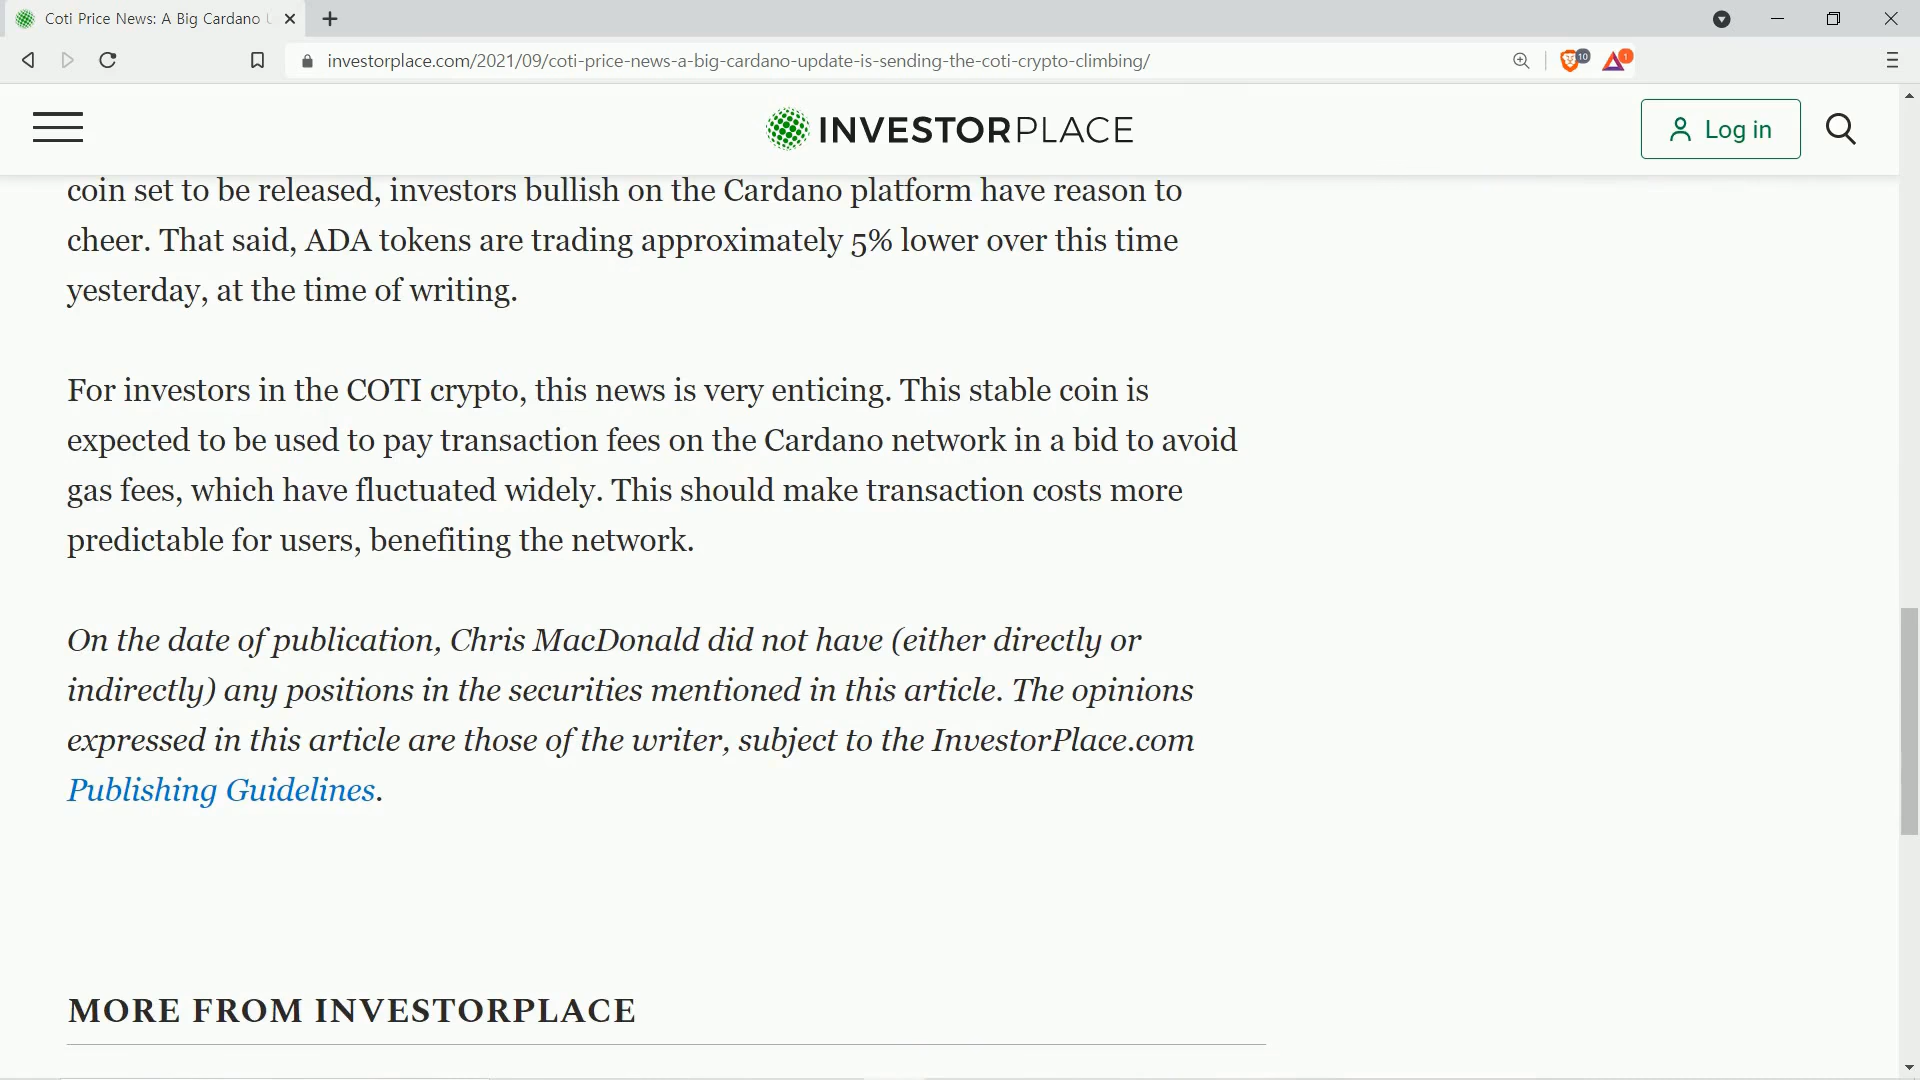 Coti Price News: A Big Cardano U
investorplace.com/2021/09/coti-price-news-a-big-cardano-update-is-sending-the-coti-crypto-climbing/
10
1
INVESTORPLACE
Log in
coin set to be released, investors bullish on the Cardano platform have reason to
cheer. That said, ADA tokens are trading approximately 5% lower over this time
yesterday, at the time of writing.
For investors in the COTI crypto, this news is very enticing. This stable coin is
expected to be used to pay transaction fees on the Cardano network in a bid to avoid
gas fees, which have fluctuated widely. This should make transaction costs more
predictable for users, benefiting the network.
On the date of publication, Chris MacDonald did not have (either directly or
indirectly) any positions in the securities mentioned in this article. The opinions
expressed in this article are those of the writer, subject to the InvestorPlace.com
Publishing Guidelines.
MORE FROM INVESTORPLACE